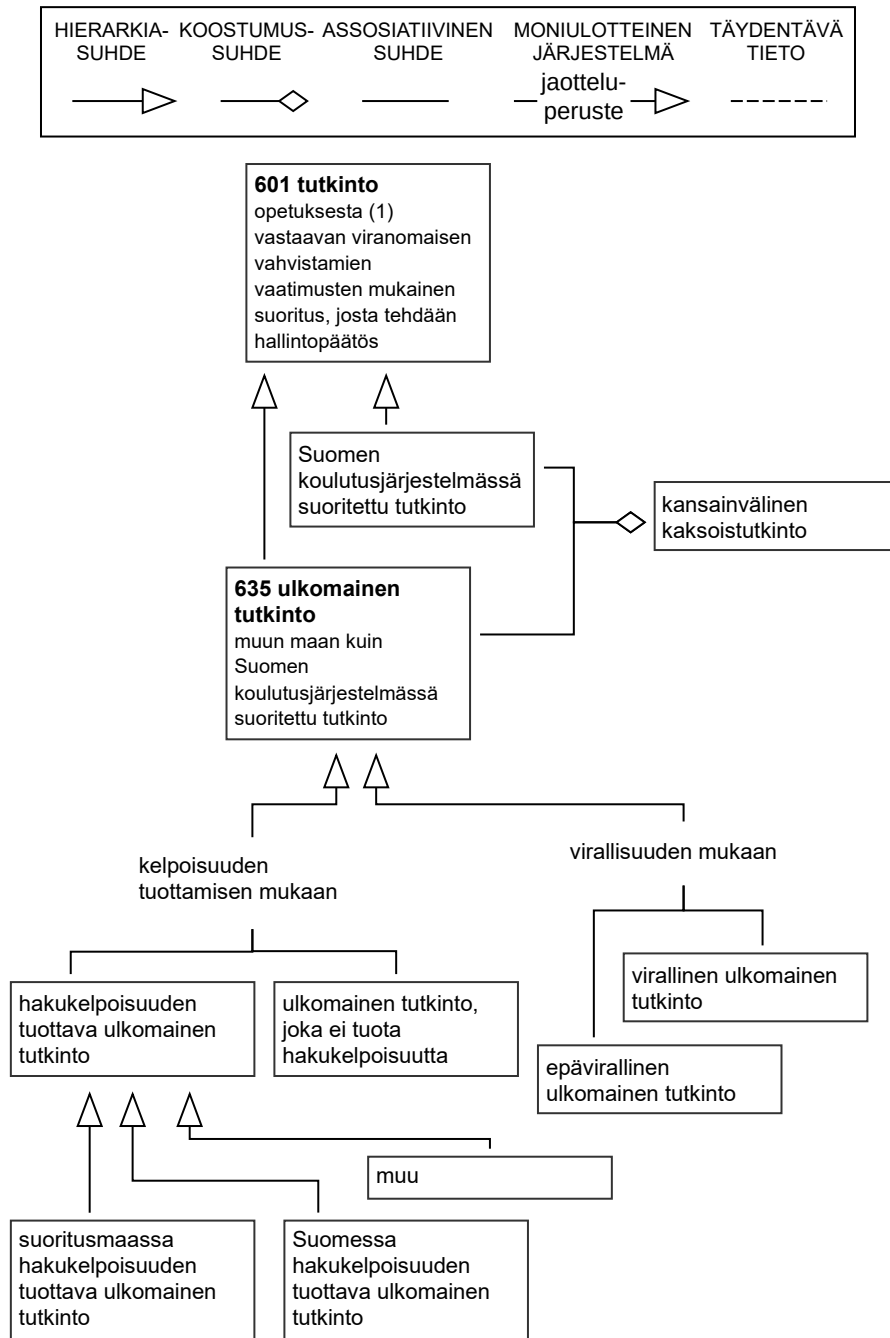 HIERARKIA-
SUHDE
KOOSTUMUS-
SUHDE
ASSOSIATIIVINEN
SUHDE
MONIULOTTEINEN
JÄRJESTELMÄ
jaottelu-
peruste
TÄYDENTÄVÄ
TIETO
601 tutkinto
opetuksesta (1)
vastaavan viranomaisen
vahvistamien
vaatimusten mukainen
suoritus, josta tehdään
hallintopäätös
Suomen
koulutusjärjestelmässä
suoritettu tutkinto
kansainvälinen
kaksoistutkinto
635 ulkomainen
tutkinto
muun maan kuin
Suomen
koulutusjärjestelmässä
suoritettu tutkinto
kelpoisuuden
tuottamisen mukaan
virallisuuden mukaan
hakukelpoisuuden
tuottava ulkomainen
tutkinto
ulkomainen tutkinto,
joka ei tuota
hakukelpoisuutta
virallinen ulkomainen
tutkinto
epävirallinen
ulkomainen tutkinto
muu
suoritusmaassa
hakukelpoisuuden
tuottava ulkomainen
tutkinto
Suomessa
hakukelpoisuuden
tuottava ulkomainen
tutkinto